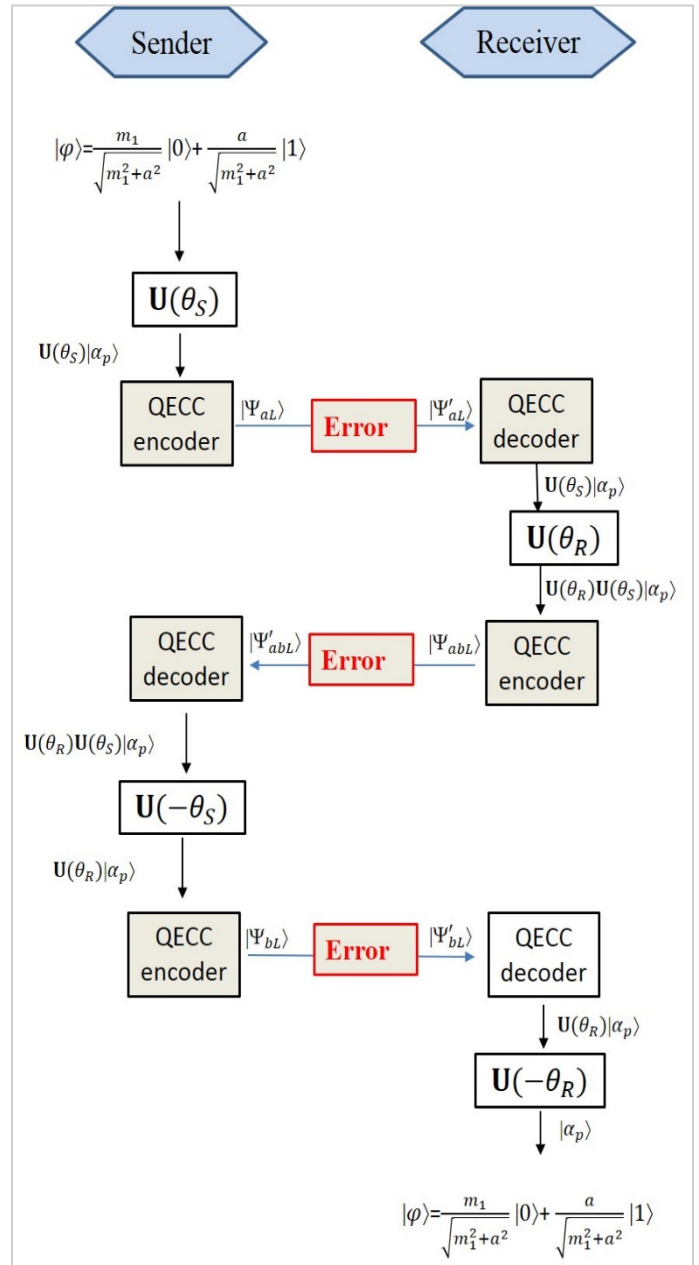 Sender Receiver
|φ⟩=m₁/√(m₁²+a²) |0⟩+ a/√(m₁²+a²) |1⟩
U(θ_S)
U(θ_S)|α_p⟩
QECC encoder
|Ψ_aL⟩
Error
|Ψ′_aL⟩
QECC decoder
U(θ_S)|α_p⟩
U(θ_R)
U(θ_R)U(θ_S)|α_p⟩
QECC encoder
|Ψ_abL⟩
Error
|Ψ′_abL⟩
QECC decoder
U(θ_R)U(θ_S)|α_p⟩
U(−θ_S)
U(θ_R)|α_p⟩
QECC encoder
|Ψ_bL⟩
Error
|Ψ′_bL⟩
QECC decoder
U(θ_R)|α_p⟩
U(−θ_R)
|α_p⟩
|φ⟩=m₁/√(m₁²+a²) |0⟩+ a/√(m₁²+a²) |1⟩